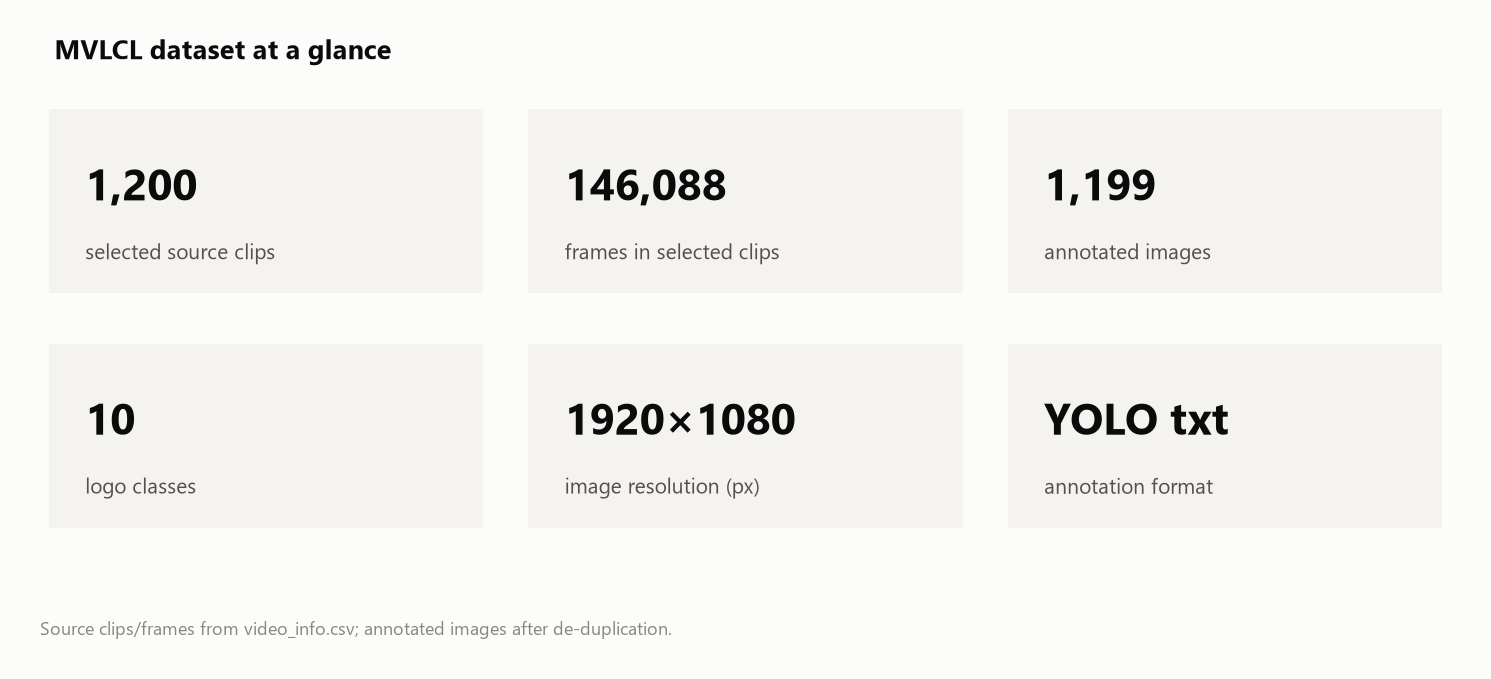 MVLCL dataset at a glance
1,200
selected source clips
146,088
frames in selected clips
1,199
annotated images
10
logo classes
1920×1080
image resolution (px)
YOLO txt
annotation format
Source clips/frames from video_info.csv; annotated images after de-duplication.